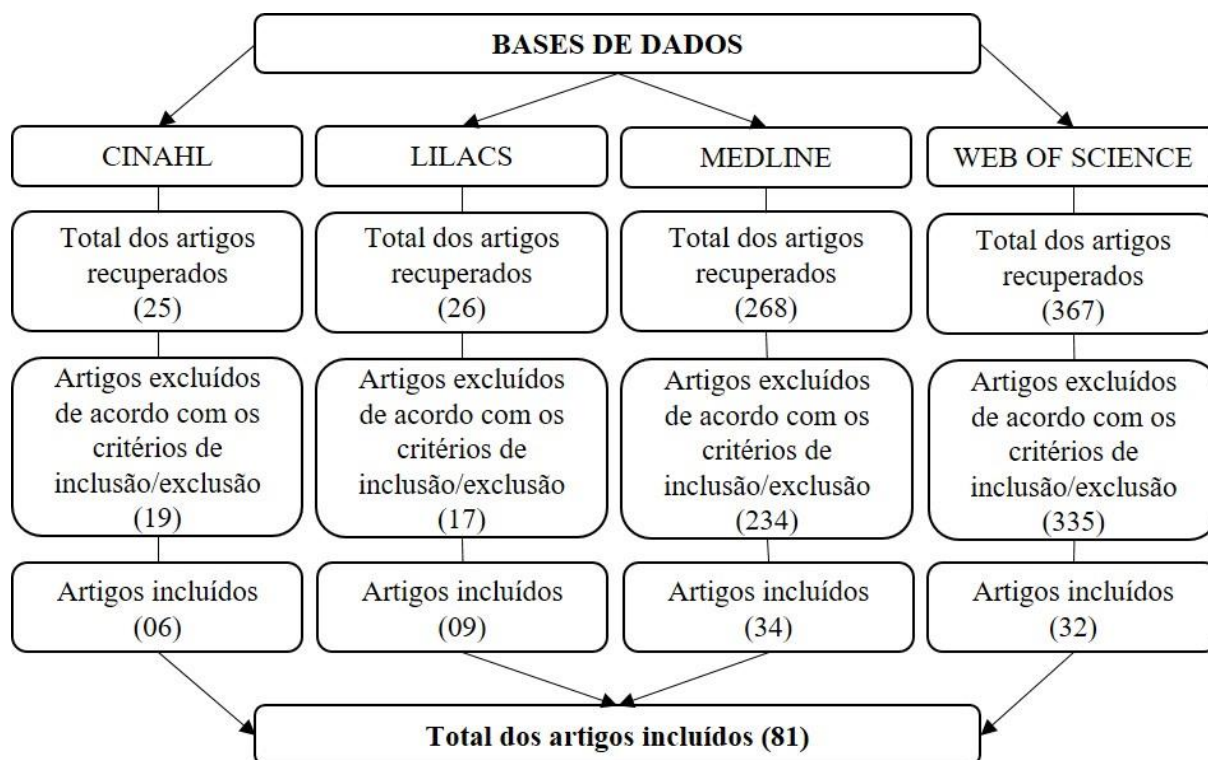 BASES DE DADOS
CINAHL
LILACS
MEDLINE
WEB OF SCIENCE
Total dos artigos
recuperados
(25)
Total dos artigos
recuperados
(26)
Total dos artigos
recuperados
(268)
Total dos artigos
recuperados
(367)
Artigos excluídos
de acordo com os
critérios de
inclusão/exclusão
(19)
Artigos excluídos
de acordo com os
critérios de
inclusão/exclusão
(17)
Artigos excluídos
de acordo com os
critérios de
inclusão/exclusão
(234)
Artigos excluídos
de acordo com os
critérios de
inclusão/exclusão
(335)
Artigos incluídos
(06)
Artigos incluídos
(09)
Artigos incluídos
(34)
Artigos incluídos
(32)
Total dos artigos incluídos (81)